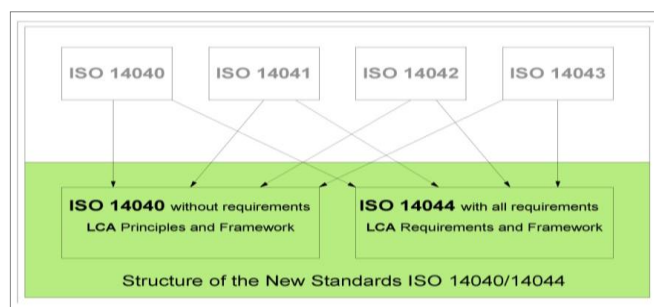 ISO 14040 ISO 14041 ISO 14042 ISO 14043
ISO 14040 without requirements
LCA Principles and Framework
ISO 14044 with all requirements
LCA Requirements and Framework
Structure of the New Standards ISO 14040/14044